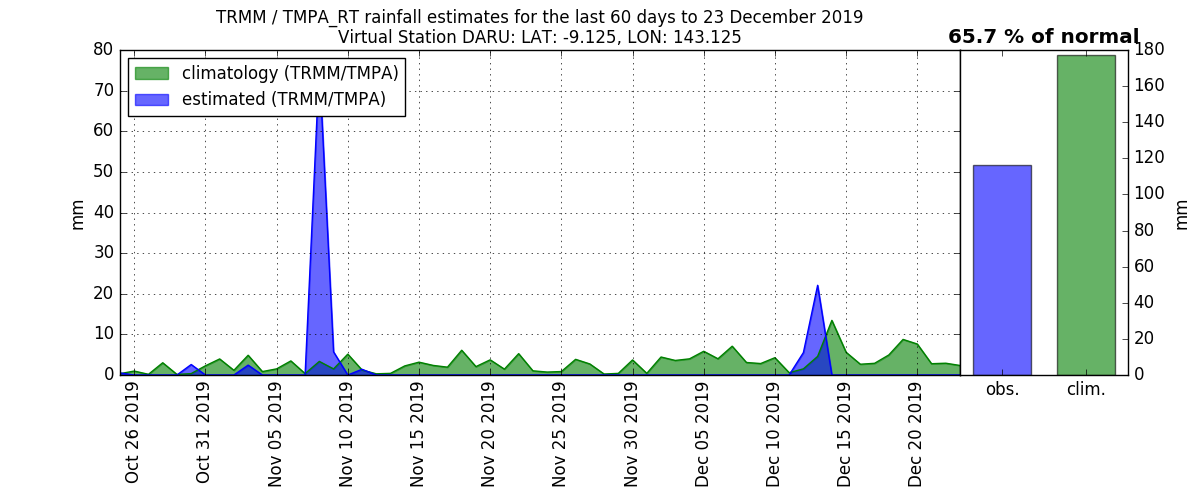 TRMM / TMPA_RT rainfall estimates for the last 60 days to 23 December 2019
Virtual Station DARU: LAT: -9.125, LON: 143.125
65.7 % of normal
climatology (TRMM/TMPA)
estimated (TRMM/TMPA)
80
70
60
50
40
30
20
10
0
mm
Oct 26 2019
Oct 31 2019
Nov 05 2019
Nov 10 2019
Nov 15 2019
Nov 20 2019
Nov 25 2019
Nov 30 2019
Dec 05 2019
Dec 10 2019
Dec 15 2019
Dec 20 2019
obs.
clim.
180
160
140
120
100
80
60
40
20
0
mm